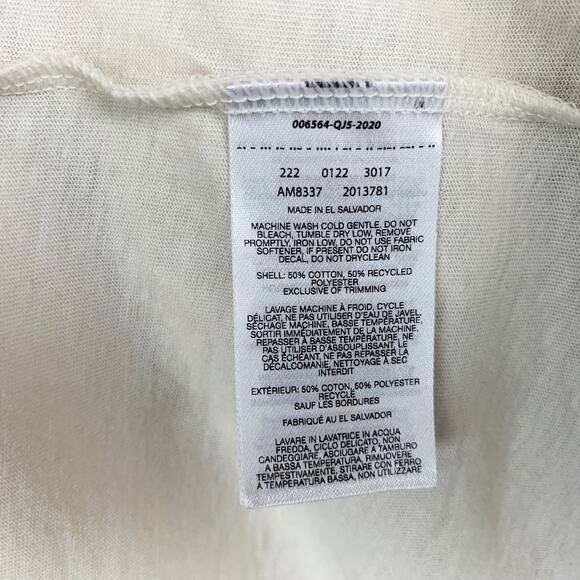 006564-QJ5-2020
222 0122 3017
AM8337 2013781
MADE IN EL SALVADOR
MACHINE WASH COLD GENTLE, DO NOT
BLEACH, TUMBLE DRY LOW, REMOVE
PROMPTLY, IRON LOW, DO NOT USE FABRIC
SOFTENER, IF PRESENT DO NOT IRON
DECAL, DO NOT DRYCLEAN
SHELL: 50% COTTON, 50% RECYCLED
POLYESTER
EXCLUSIVE OF TRIMMING
LAVAGE MACHINE À FROID, CYCLE
DÉLICAT, NE PAS UTILISER D'EAU DE JAVEL,
SÉCHAGE MACHINE, BASSE TEMPÉRATURE,
SORTIR IMMÉDIATEMENT DE LA MACHINE,
REPASSER À BASSE TEMPÉRATURE, NE
PAS UTILISER D'ASSOUPLISSANT, LE
CAS ÉCHÉANT, NE PAS REPASSER LA
DÉCALCOMANIE, NETTOYAGE À SEC
INTERDIT
EXTÉRIEUR: 50% COTON, 50% POLYESTER
RECYCLÉ
SAUF LES BORDURES
FABRIQUÉ AU EL SALVADOR
LAVARE IN LAVATRICE IN ACQUA
FREDDA, CICLO DELICATO, NON
CANDEGGIARE, ASCIUGARE A TAMBURO
A BASSA TEMPERATURA, RIMUOVERE
TEMPESTIVAMENTE, STIRARE CON FERRO
A TEMPERATURA BASSA, NON UTILIZZARE